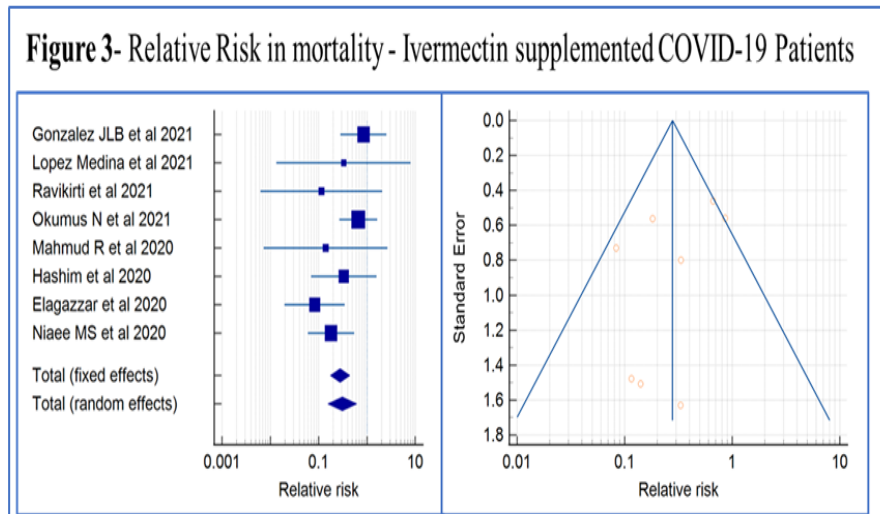 Figure 3- Relative Risk in mortality - Ivermectin supplemented COVID-19 Patients
Gonzalez JLB et al 2021
Lopez Medina et al 2021
Ravikirti et al 2021
Okumus N et al 2021
Mahmud R et al 2020
Hashim et al 2020
Elagazzar et al 2020
Niaee MS et al 2020
Total (fixed effects)
Total (random effects)
0.001
0.1
1
10
Relative risk
0.0
0.2
0.4
0.6
0.8
1.0
1.2
1.4
1.6
1.8
Standard Error
0.01
0.1
1
10
Relative risk